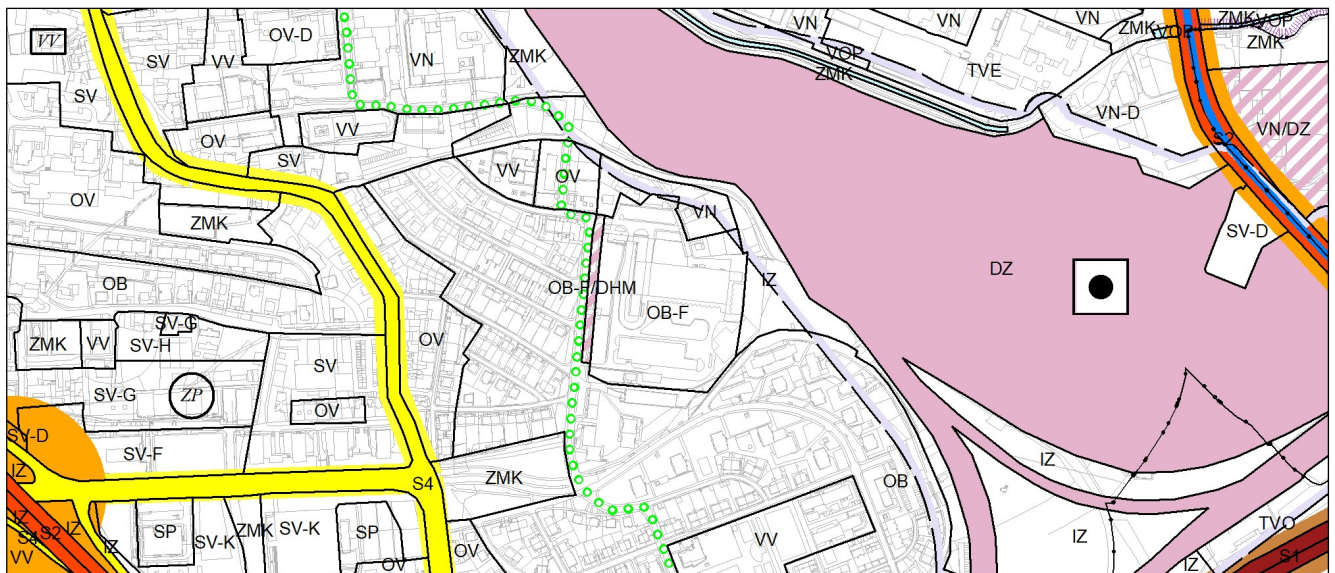 VV
SV
OV-D
VV
VN
ZMK
VN
VOP
ZMK
VN
TVE
VN
ZMK
VOP
ZMK
VOP
ZMK
SV
OV
VV
SV
VN-D
S2
VN/DZ
OV
ZMK
VV
OV
VN
SV-D
OB
OB-F/DHM
OB-F
IZ
DZ
SV-G
SV-H
ZMK
VV
OV
SV
SV-G
ZP
OV
SV-D
SV-F
IZ
S4
ZMK
OB
IZ
IZ
S4
S2
IZ
VV
IZ
SP
SV-K
ZMK
SV-K
SP
OV
OV
VV
IZ
TVO
IZ
S1